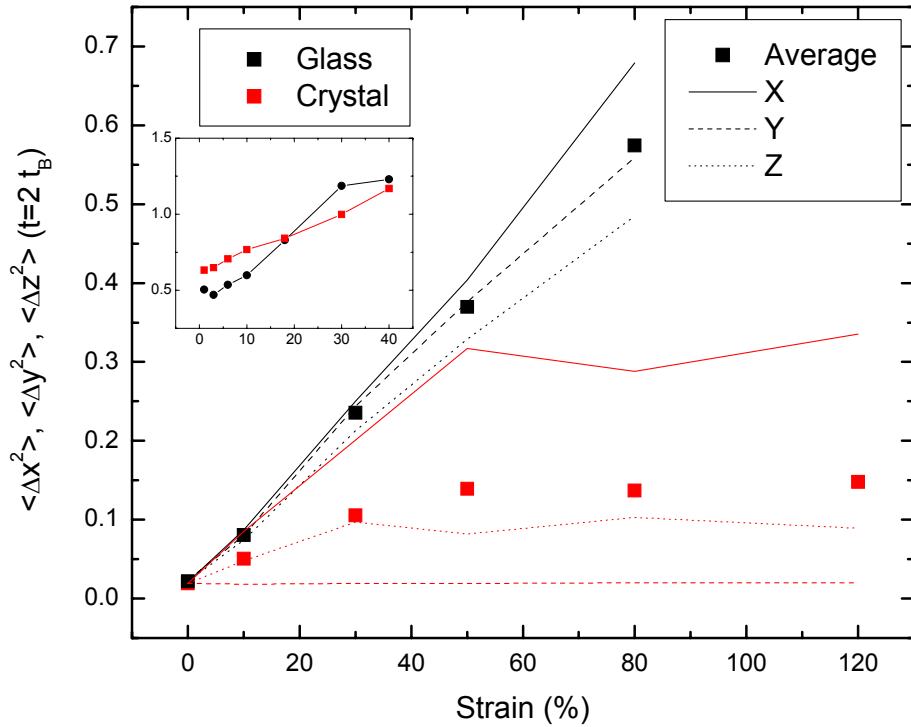 Glass
Crystal
Average
X
Y
Z
0.7
0.6
0.5
0.4
0.3
0.2
0.1
0.0
1.5
1.0
0.5
0 10 20 30 40
0 20 40 60 80 100 120
<Δx²>, <Δy²>, <Δz²> (t=2 t_B)
Strain (%)